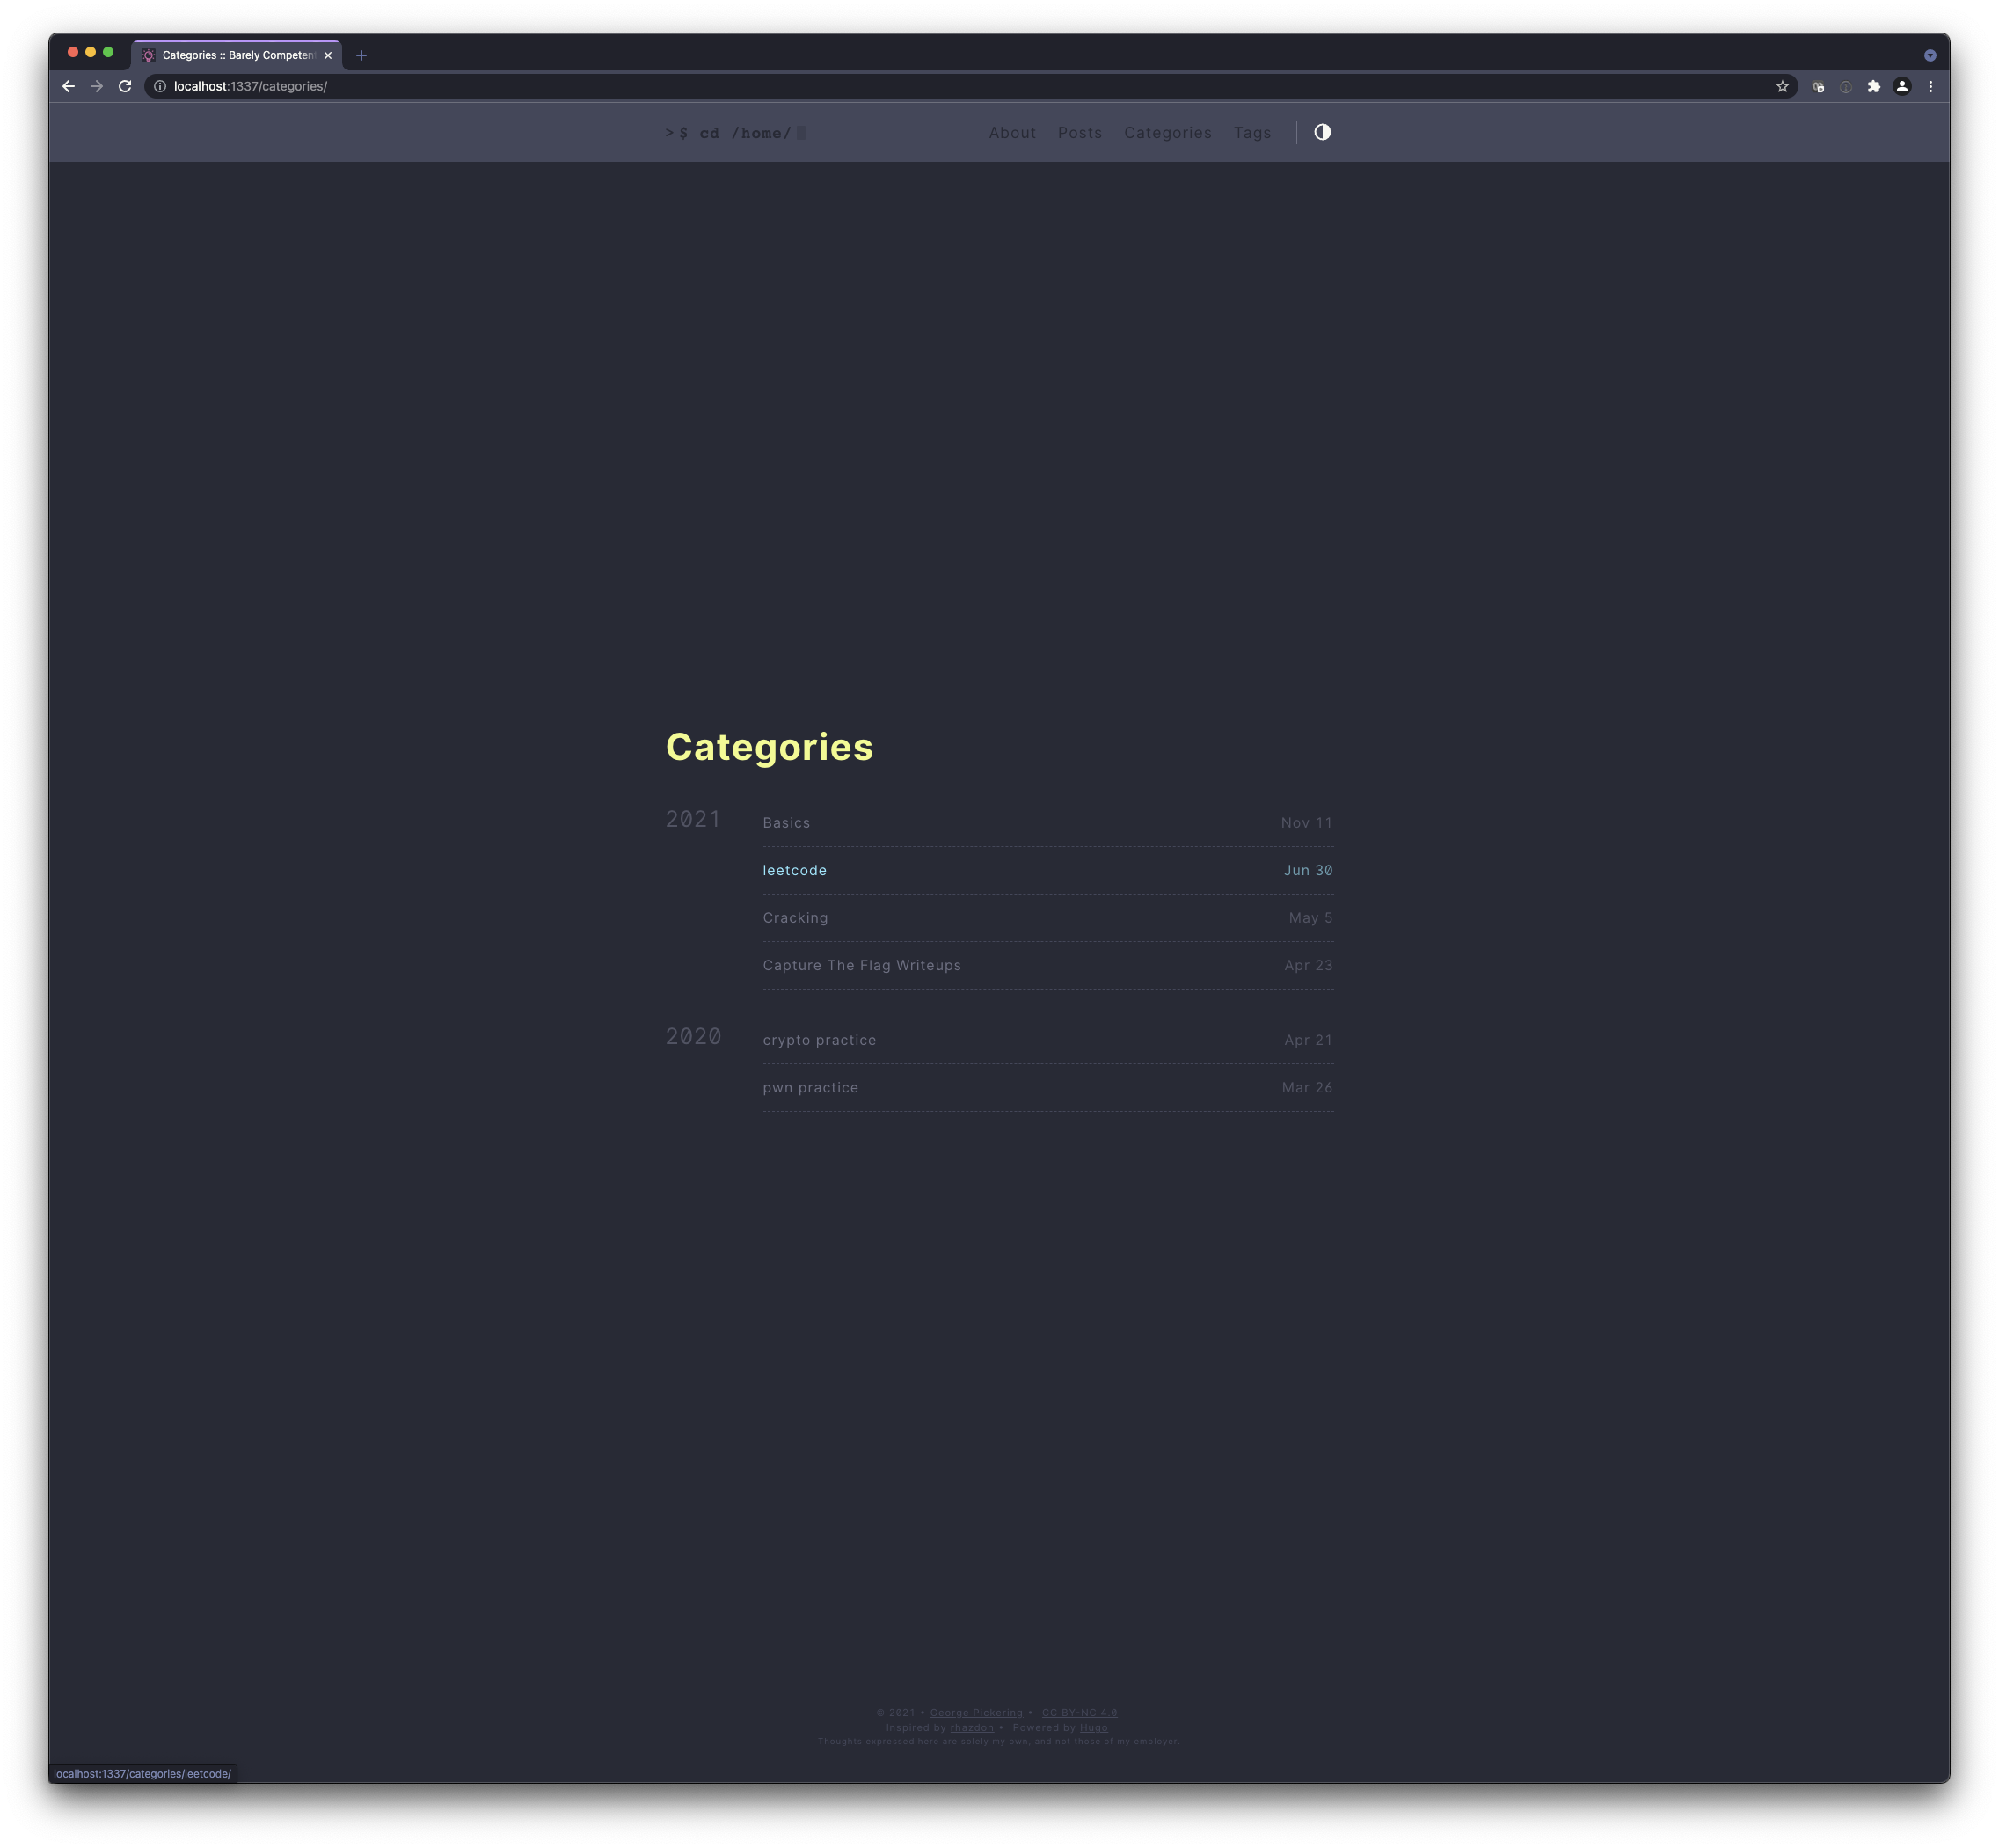 Categories :: Barely Competent
localhost:1337/categories/
> $ cd /home/
About Posts Categories Tags
Categories
2021
Basics Nov 11
leetcode Jun 30
Cracking May 5
Capture The Flag Writeups Apr 23
2020
crypto practice Apr 21
pwn practice Mar 26
© 2021 • George Pickering • CC BY-NC 4.0
Inspired by rhazdon • Powered by Hugo
Thoughts expressed here are solely my own, and not those of my employer.
localhost:1337/categories/leetcode/